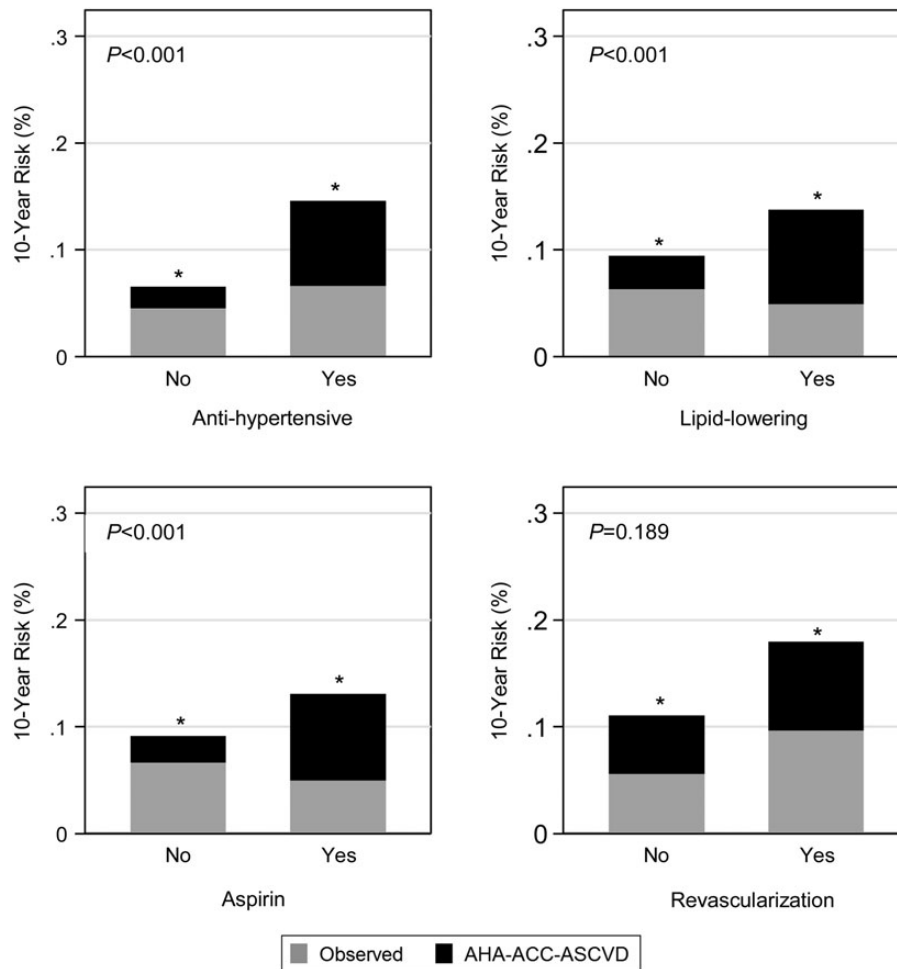 .3
P<0.001
10-Year Risk (%)
.2
.1
*
*
0
No
Yes
Anti-hypertensive
.3
P<0.001
10-Year Risk (%)
.2
.1
*
*
0
No
Yes
Lipid-lowering
.3
P<0.001
10-Year Risk (%)
.2
.1
*
*
0
No
Yes
Aspirin
.3
P=0.189
10-Year Risk (%)
.2
.1
*
*
0
No
Yes
Revascularization
Observed
AHA-ACC-ASCVD